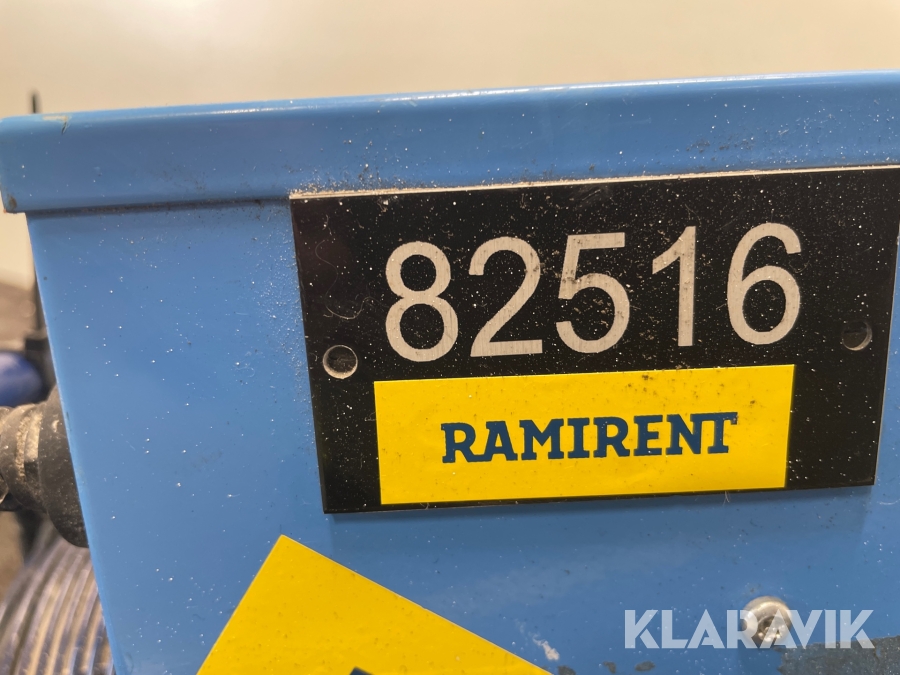 82516
RAMIRENT
KLARAVIK